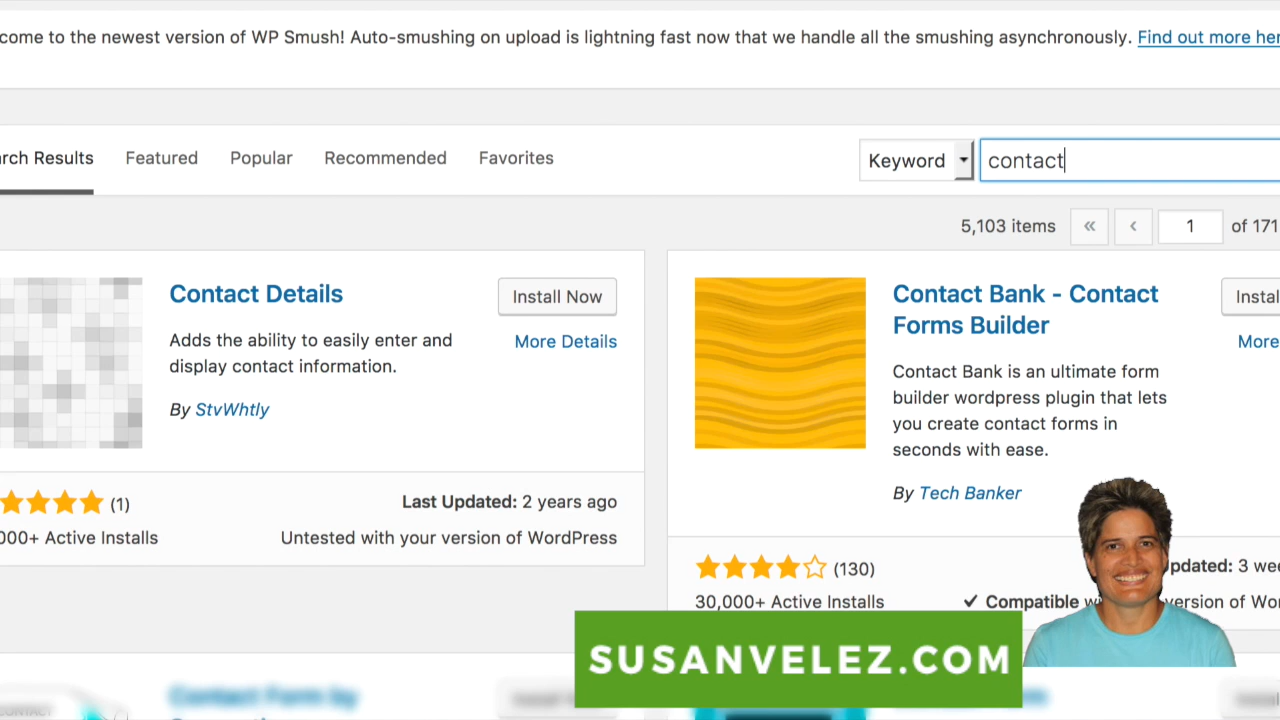 come to the newest version of WP Smush! Auto-smushing on upload is lightning fast now that we handle all the smushing asynchronously. Find out more her
rch Results Featured Popular Recommended Favorites Keyword contact
5,103 items « ‹ 1 of 171
Contact Details Install Now
Adds the ability to easily enter and
display contact information.
More Details
By StvWhtly
(1) Last Updated: 2 years ago
000+ Active Installs Untested with your version of WordPress
Contact Bank - Contact
Forms Builder
Instal
More
Contact Bank is an ultimate form
builder wordpress plugin that lets
you create contact forms in
seconds with ease.
By Tech Banker
(130) pdated: 3 wee
30,000+ Active Installs Compatible wi version of Wor
SUSANVELEZ.COM
Contact Form by